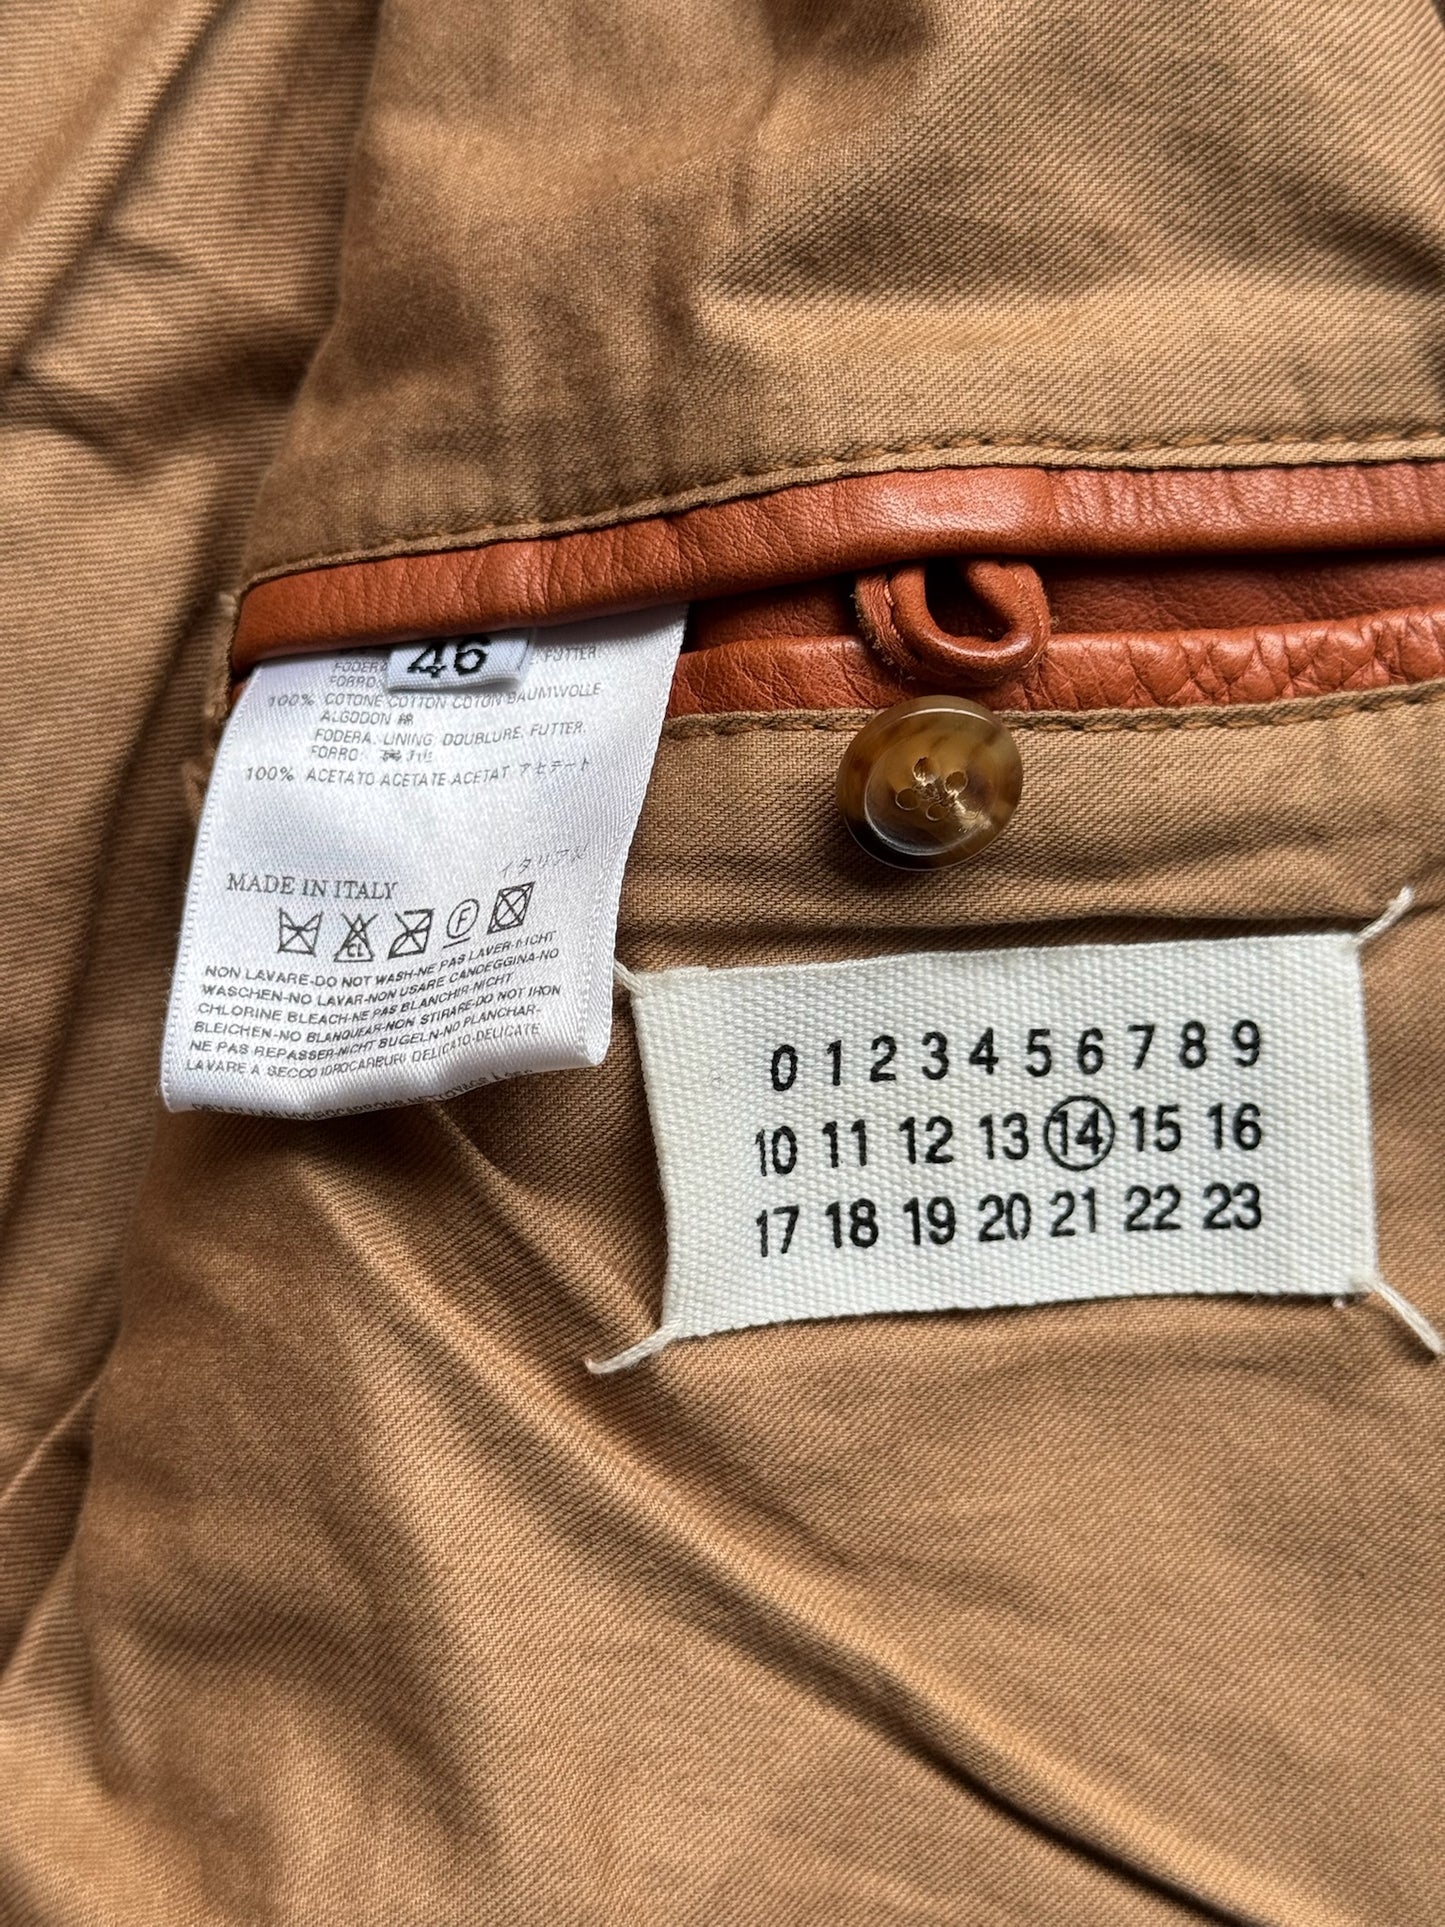 46
FODERA
FUTTER.
FORRO:
100% COTONE COTTON COTON BAUMWOLLE
ALGODON 綿
FODERA. LINING. DOUBLURE. FUTTER.
FORRO:
100% ACETATO ACETATE ACETAT アセテート
イタリア製
MADE IN ITALY
CL F
NON LAVARE-DO NOT WASH-NE PAS LAVER-NICHT
WASCHEN-NO LAVAR-NON USARE CANDEGGINA-NO
CHLORINE BLEACH-NE PAS BLANCHIR-NICHT
BLEICHEN-NO BLANQUEAR-NON STIRARE-DO NOT IRON
NE PAS REPASSER-NICHT BUGELN-NO PLANCHAR-
LAVARE A SECCO IDROCARBURI DELICATO-DELICATE
0 1 2 3 4 5 6 7 8 9
10 11 12 13 14 15 16
17 18 19 20 21 22 23